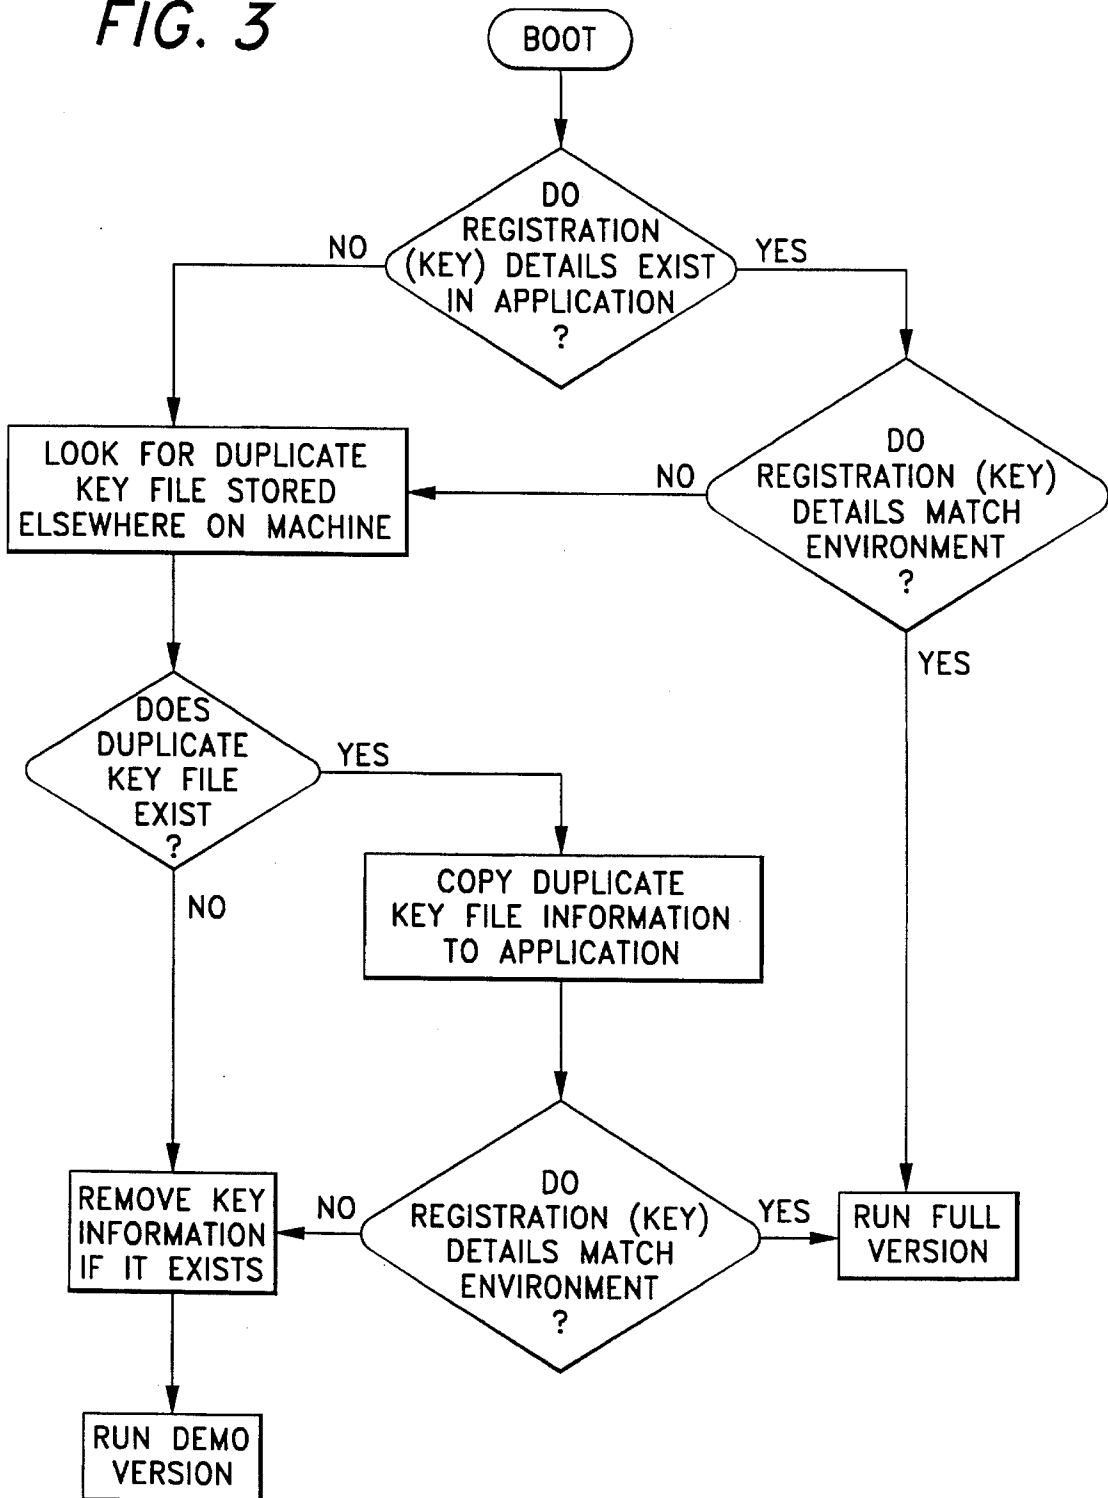 FIG. 3
BOOT
DO
REGISTRATION
(KEY) DETAILS EXIST
IN APPLICATION
?
NO
YES
LOOK FOR DUPLICATE
KEY FILE STORED
ELSEWHERE ON MACHINE
NO
DO
REGISTRATION (KEY)
DETAILS MATCH
ENVIRONMENT
?
YES
DOES
DUPLICATE
KEY FILE
EXIST
?
YES
NO
COPY DUPLICATE
KEY FILE INFORMATION
TO APPLICATION
REMOVE KEY
INFORMATION
IF IT EXISTS
NO
DO
REGISTRATION (KEY)
DETAILS MATCH
ENVIRONMENT
?
YES
RUN FULL
VERSION
RUN DEMO
VERSION